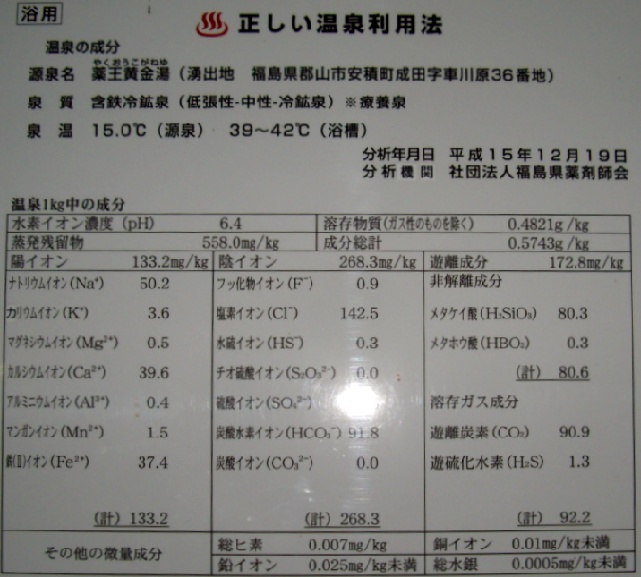 浴用
正しい温泉利用法
温泉の成分
やくおうこがねゆ
源泉名 薬王黄金湯（湧出地 福島県郡山市安積町成田字車川原36番地）
泉 質 含鉄冷鉱泉（低張性-中性-冷鉱泉）※療養泉
泉 温 15.0℃（源泉） 39～42℃（浴槽）
分析年月日 平成15年12月19日
分析機関 社団法人福島県薬剤師会
温泉1kg中の成分
水素イオン濃度（pH） 6.4 溶存物質（ガス性のものを除く） 0.4821g/kg
蒸発残留物 558.0mg/kg 成分総計 0.5743g/kg
陽イオン 133.2mg/kg 陰イオン 268.3mg/kg 遊離成分 172.8mg/kg
ナトリウムイオン(Na⁺) 50.2 フッ化物イオン(F⁻) 0.9 非解離成分
カリウムイオン(K⁺) 3.6 塩素イオン(Cl⁻) 142.5 メタケイ酸(H₂SiO₃) 80.3
マグネシウムイオン(Mg²⁺) 0.5 水硫イオン(HS⁻) 0.3 メタホウ酸(HBO₂) 0.3
カルシウムイオン(Ca²⁺) 39.6 チオ硫酸イオン(S₂O₃²⁻) 0.0 (計) 80.6
アルミニウムイオン(Al³⁺) 0.4 硫酸イオン(SO₄²⁻) 溶存ガス成分
マンガンイオン(Mn²⁺) 1.5 炭酸水素イオン(HCO₃⁻) 91.8 遊離炭素(CO₂) 90.9
鉄(Ⅱ)イオン(Fe²⁺) 37.4 炭酸イオン(CO₃²⁻) 0.0 遊硫化水素(H₂S) 1.3
(計) 133.2 (計) 268.3 (計) 92.2
その他の微量成分 総ヒ素 0.007mg/kg 銅イオン 0.01mg/kg未満
鉛イオン 0.025mg/kg未満 総水銀 0.0005mg/kg未満